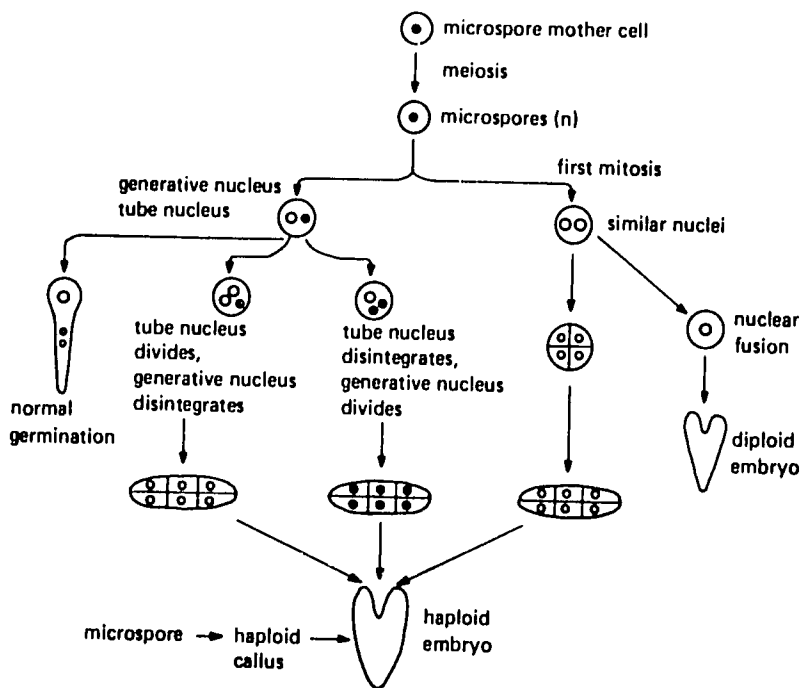 microspore mother cell
meiosis
microspores (n)
first mitosis
generative nucleus
tube nucleus
similar nuclei
tube nucleus
divides,
generative nucleus
disintegrates
tube nucleus
disintegrates,
generative nucleus
divides
nuclear
fusion
normal
germination
diploid
embryo
microspore
haploid
callus
haploid
embryo